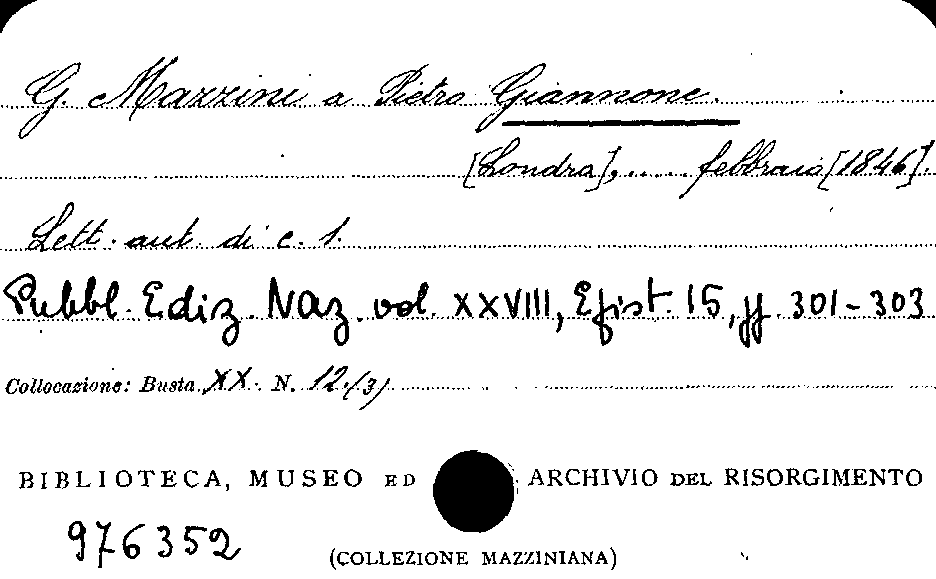 G. Mazzini a Pietro Giannone.
[Londra], ..... febbraio [1846].
Lett. aut. di c. 1.
Pubbl. Ediz. Naz. vol. XXVIII, Epist. 15, pp. 301-303
Collocazione: Busta XX. N. 12./3)
BIBLIOTECA, MUSEO ED ARCHIVIO DEL RISORGIMENTO
976352
(COLLEZIONE MAZZINIANA)